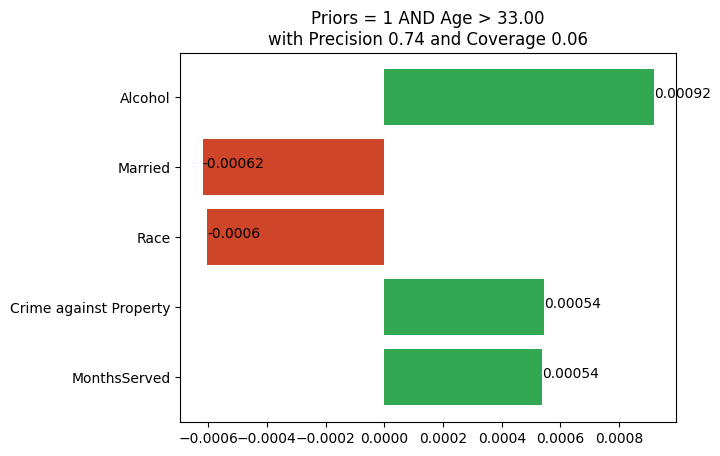 Priors = 1 AND Age > 33.00
with Precision 0.74 and Coverage 0.06
Alcohol
0.00092
Married
-0.00062
Race
-0.0006
Crime against Property
0.00054
MonthsServed
0.00054
−0.0006 −0.0004 −0.0002 0.0000 0.0002 0.0004 0.0006 0.0008